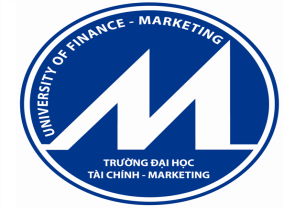 UNIVERSITY OF FINANCE - MARKETING
TRƯỜNG ĐẠI HỌC
TÀI CHÍNH - MARKETING